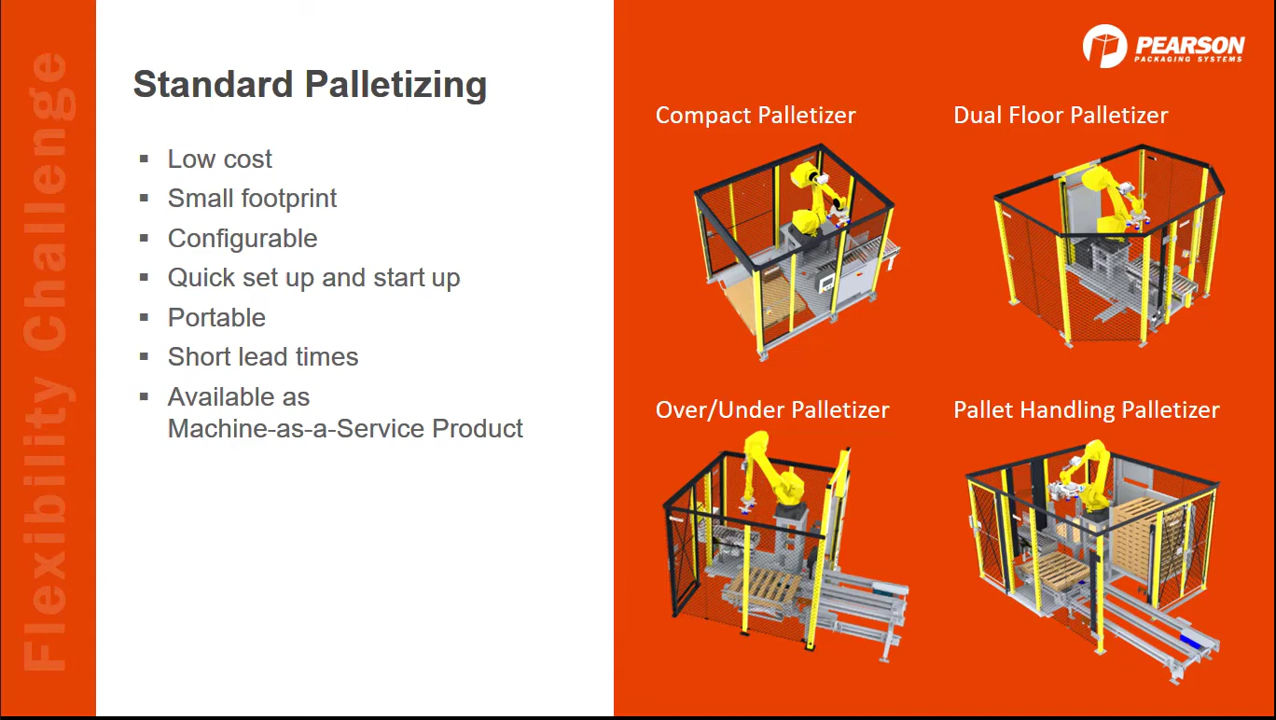 Flexibility Challenge
Standard Palletizing
▪ Low cost
▪ Small footprint
▪ Configurable
▪ Quick set up and start up
▪ Portable
▪ Short lead times
▪ Available as
Machine-as-a-Service Product
PEARSON
PACKAGING SYSTEMS
Compact Palletizer
Dual Floor Palletizer
Over/Under Palletizer
Pallet Handling Palletizer